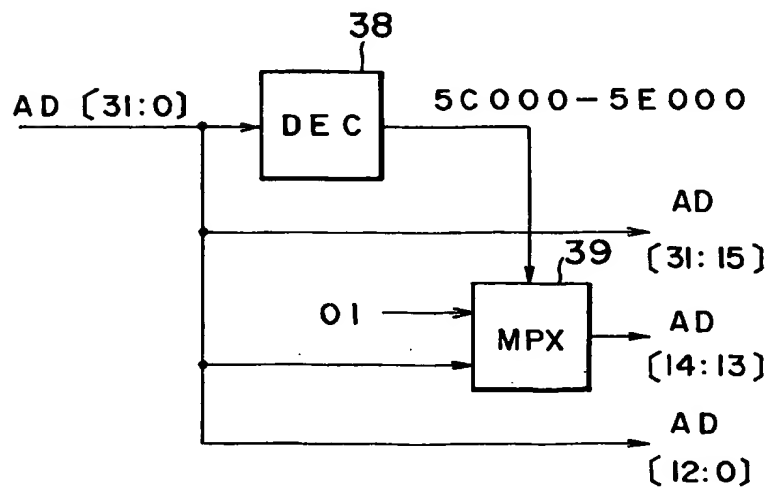 38
AD [31:0]
DEC
5C000-5E000
AD
[31:15]
39
01
MPX
AD
[14:13]
AD
[12:0]